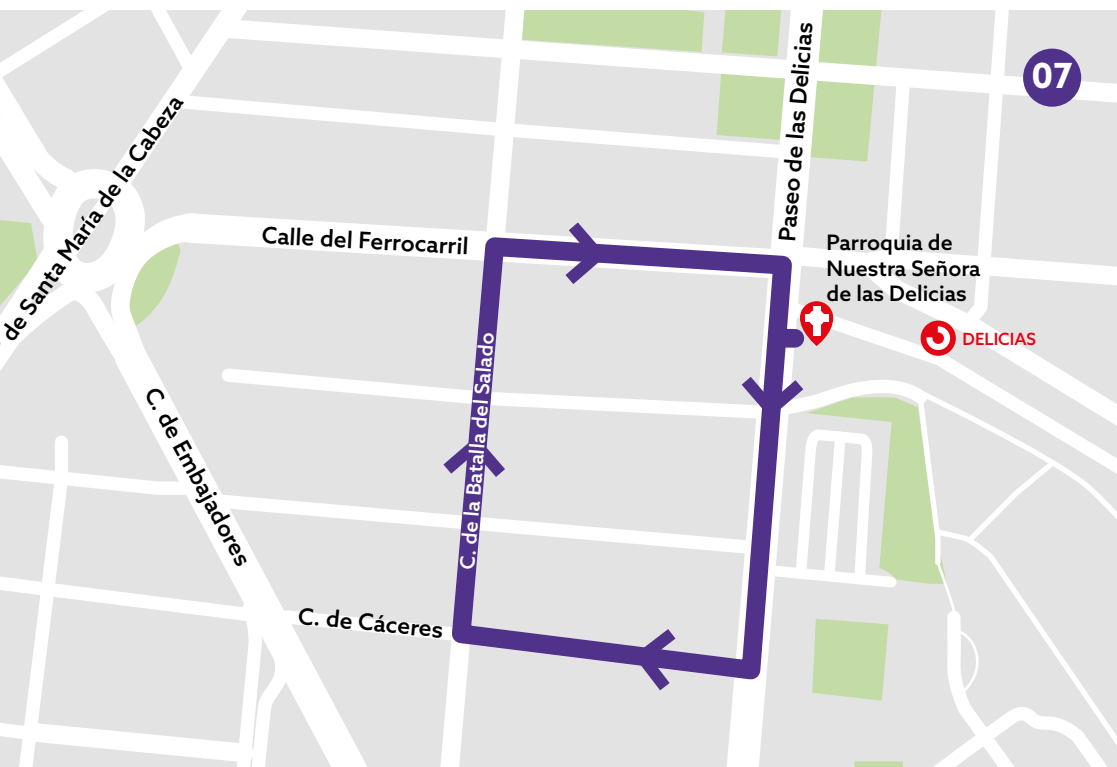 07
Paseo de las Delicias
de Santa María de la Cabeza
Calle del Ferrocarril
Parroquia de
Nuestra Señora
de las Delicias
DELICIAS
C. de la Batalla del Salado
C. de Embajadores
C. de Cáceres